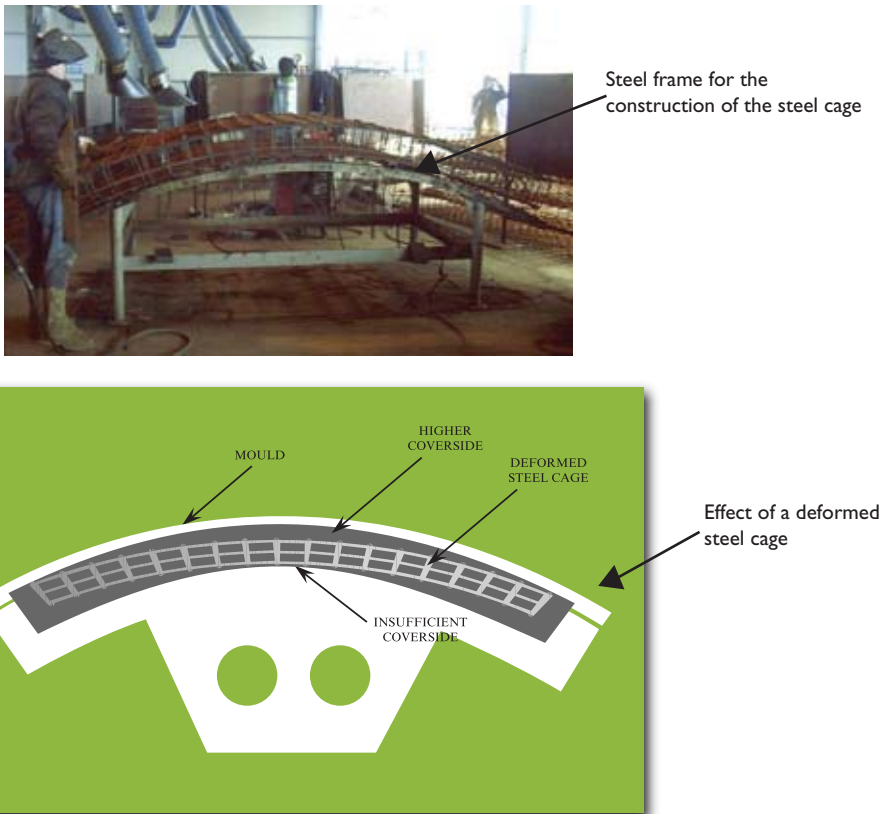 Steel frame for the
construction of the steel cage
HIGHER
COVERSIDE
MOULD
DEFORMED
STEEL CAGE
Effect of a deformed
steel cage
INSUFFICIENT
COVERSIDE